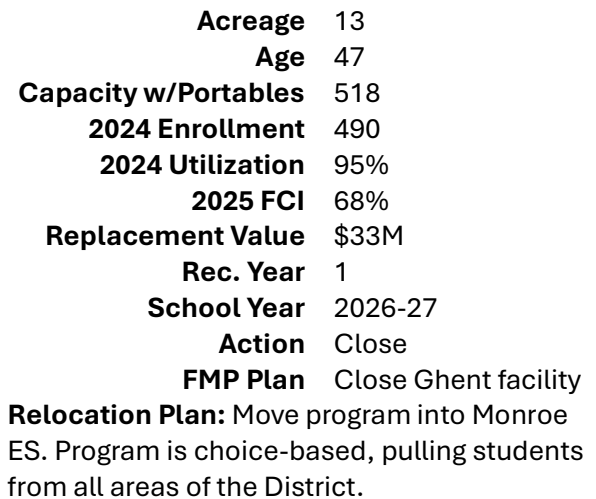 Acreage 13
Age 47
Capacity w/Portables 518
2024 Enrollment 490
2024 Utilization 95%
2025 FCI 68%
Replacement Value $33M
Rec. Year 1
School Year 2026-27
Action Close
FMP Plan Close Ghent facility
Relocation Plan: Move program into Monroe
ES. Program is choice-based, pulling students
from all areas of the District.